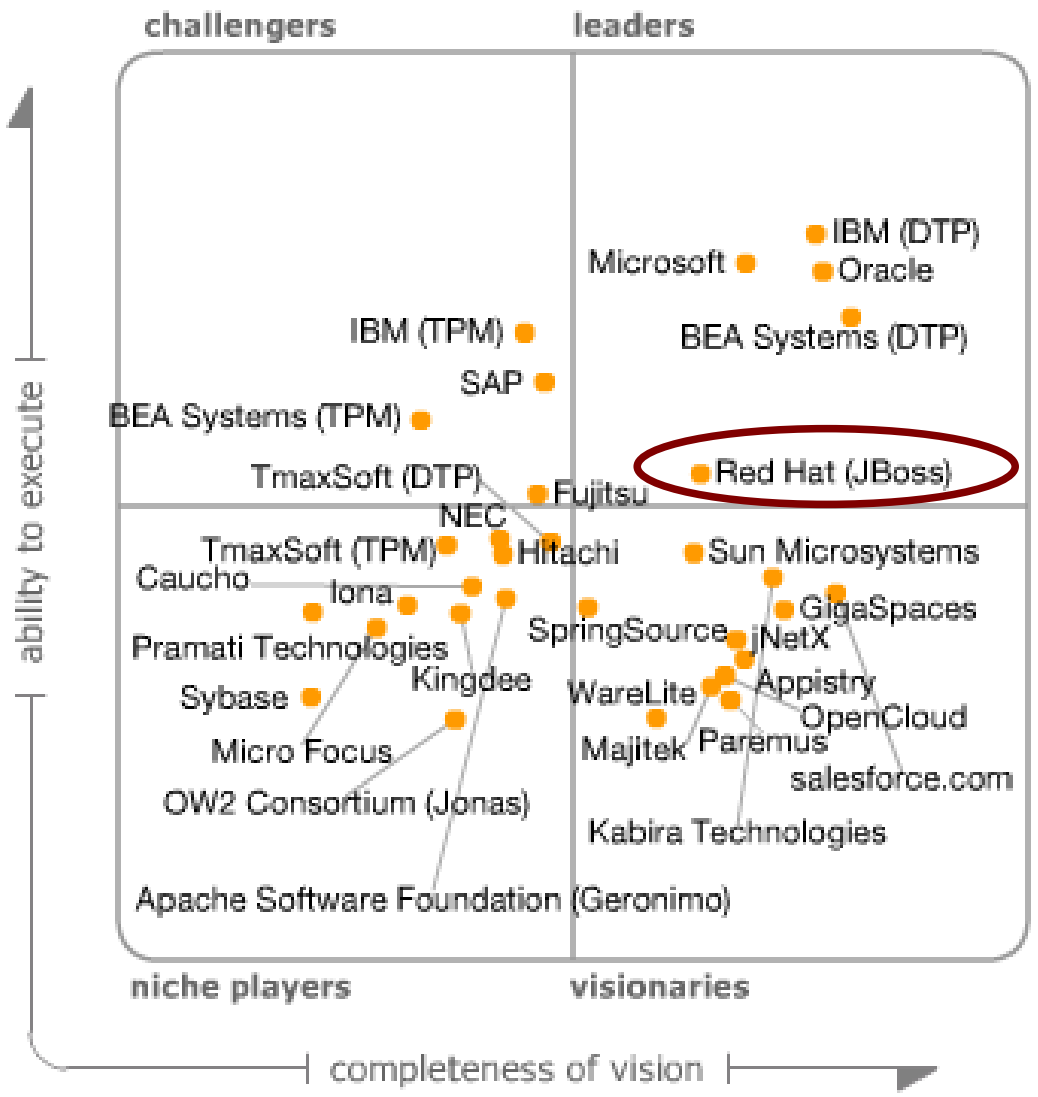 challengers
leaders
IBM (DTP)
Microsoft
Oracle
IBM (TPM)
BEA Systems (DTP)
SAP
BEA Systems (TPM)
TmaxSoft (DTP)
Red Hat (JBoss)
Fujitsu
NEC
TmaxSoft (TPM)
Hitachi
Sun Microsystems
Caucho
Iona
GigaSpaces
SpringSource
jNetX
Pramati Technologies
Kingdee
Appistry
Sybase
WareLite
OpenCloud
Micro Focus
Majitek
Paremus
salesforce.com
OW2 Consortium (Jonas)
Kabira Technologies
Apache Software Foundation (Geronimo)
niche players
visionaries
ability to execute
completeness of vision